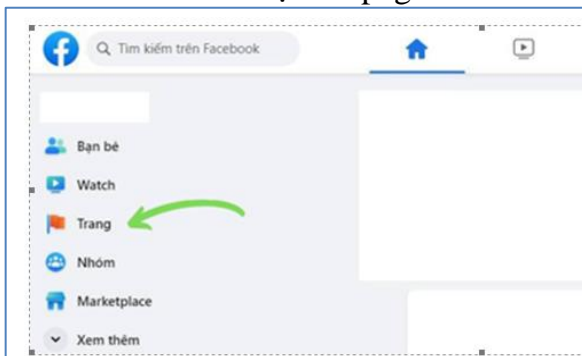 Tìm kiếm trên Facebook
Bạn bè
Watch
Trang
Nhóm
Marketplace
Xem thêm